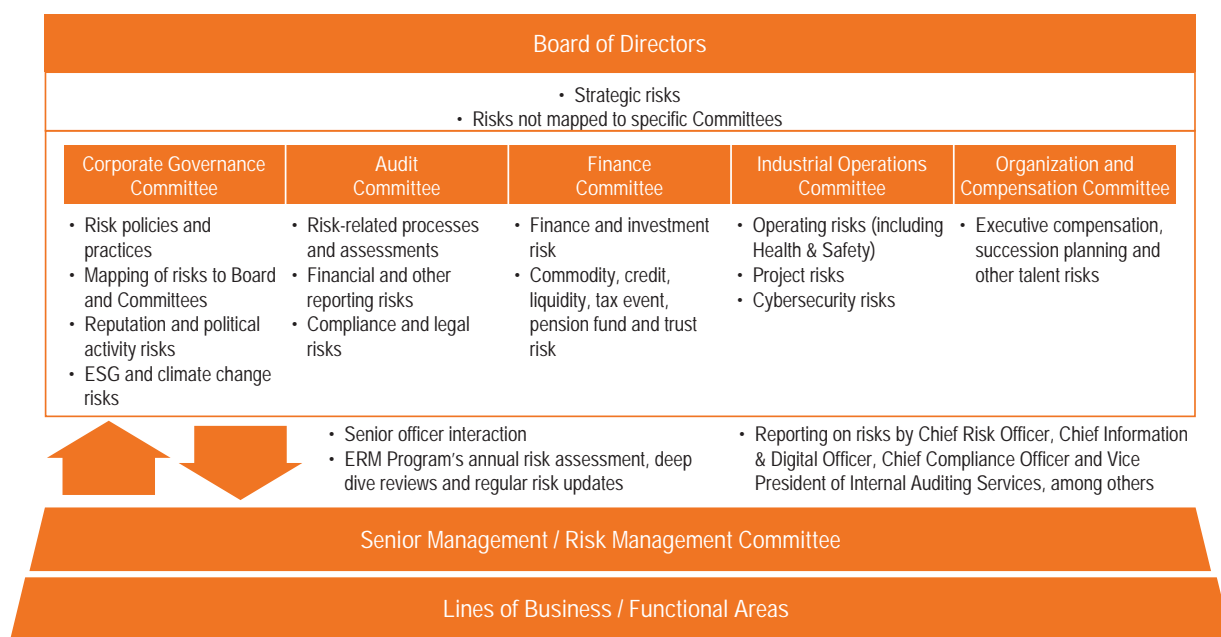 Board of Directors
• Strategic risks
• Risks not mapped to specific Committees
Corporate Governance
Committee
• Risk policies and
practices
• Mapping of risks to Board
and Committees
• Reputation and political
activity risks
• ESG and climate change
risks
Audit
Committee
• Risk-related processes
and assessments
• Financial and other
reporting risks
• Compliance and legal
risks
Finance
Committee
• Finance and investment
risk
• Commodity, credit,
liquidity, tax event,
pension fund and trust
risk
Industrial Operations
Committee
• Operating risks (including
Health & Safety)
• Project risks
• Cybersecurity risks
Organization and
Compensation Committee
• Executive compensation,
succession planning and
other talent risks
• Senior officer interaction
• ERM Program's annual risk assessment, deep
dive reviews and regular risk updates
• Reporting on risks by Chief Risk Officer, Chief Information
& Digital Officer, Chief Compliance Officer and Vice
President of Internal Auditing Services, among others
Senior Management / Risk Management Committee
Lines of Business / Functional Areas